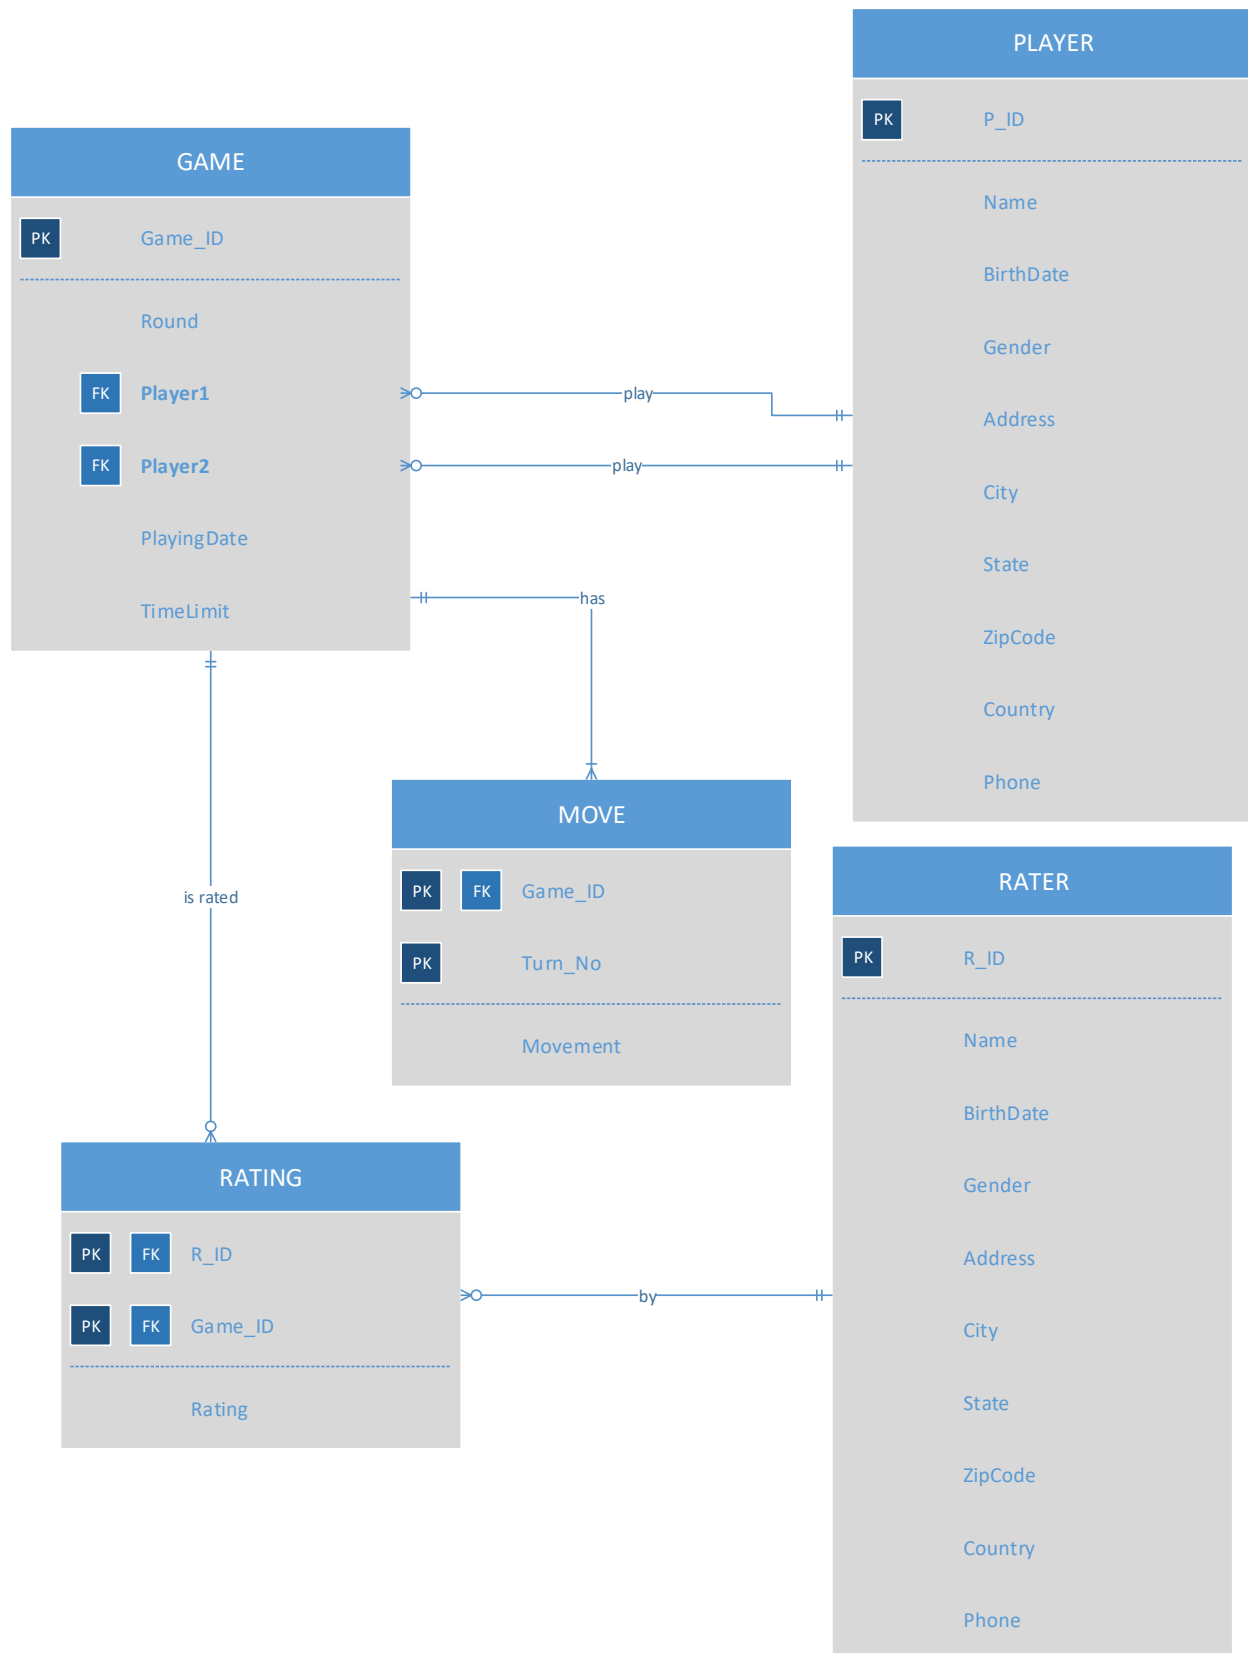 PLAYER
PK P_ID
Name
BirthDate
Gender
Address
City
State
ZipCode
Country
Phone
GAME
PK Game_ID
Round
FK Player1
FK Player2
PlayingDate
TimeLimit
play
play
has
is rated
MOVE
PK FK Game_ID
PK Turn_No
Movement
RATER
PK R_ID
Name
BirthDate
Gender
Address
City
State
ZipCode
Country
Phone
RATING
PK FK R_ID
PK FK Game_ID
Rating
by